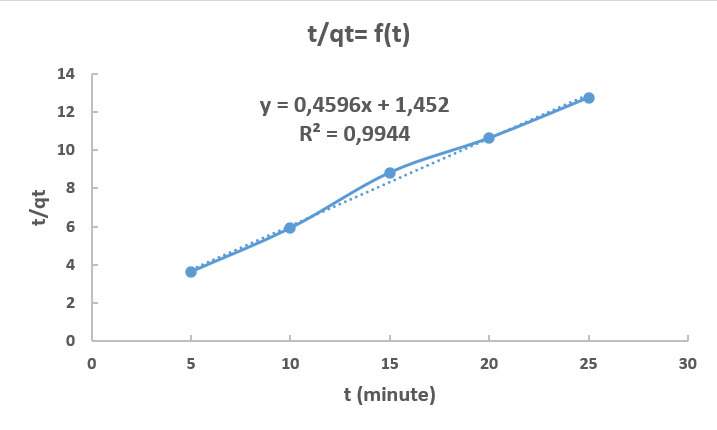 t/qt= f(t)
y = 0,4596x + 1,452
R² = 0,9944
14
12
10
8
6
4
2
0
t/qt
0 5 10 15 20 25 30
t (minute)